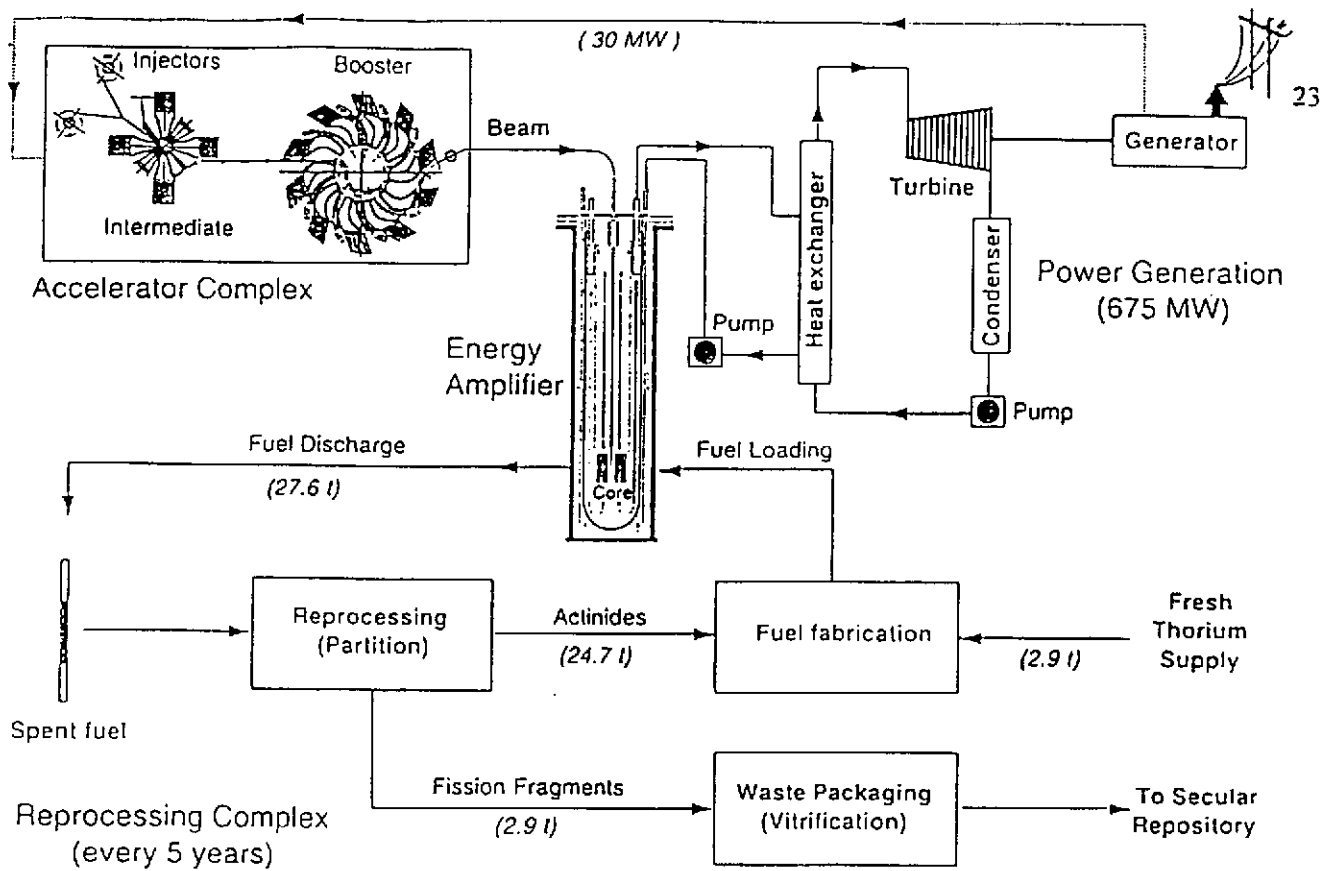 ( 30 MW )
Injectors
Booster
23
Beam
Generator
Turbine
Intermediate
Accelerator Complex
Heat exchanger
Condenser
Power Generation
(675 MW)
Pump
Energy
Amplifier
Pump
Fuel Discharge
(27.6 t)
Fuel Loading
Core
Reprocessing
(Partition)
Actinides
(24.7 t)
Fuel fabrication
(2.9 t)
Fresh
Thorium
Supply
Spent fuel
Fission Fragments
(2.9 t)
Waste Packaging
(Vitrification)
To Secular
Repository
Reprocessing Complex
(every 5 years)